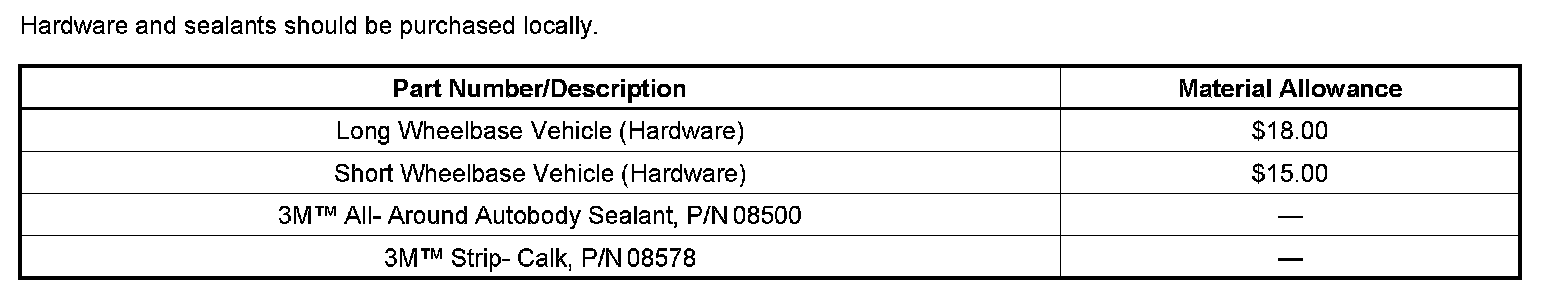 Hardware and sealants should be purchased locally.
Part Number/Description Material Allowance
Long Wheelbase Vehicle (Hardware) $18.00
Short Wheelbase Vehicle (Hardware) $15.00
3M™ All- Around Autobody Sealant, P/N 08500 —
3M™ Strip- Calk, P/N 08578 —